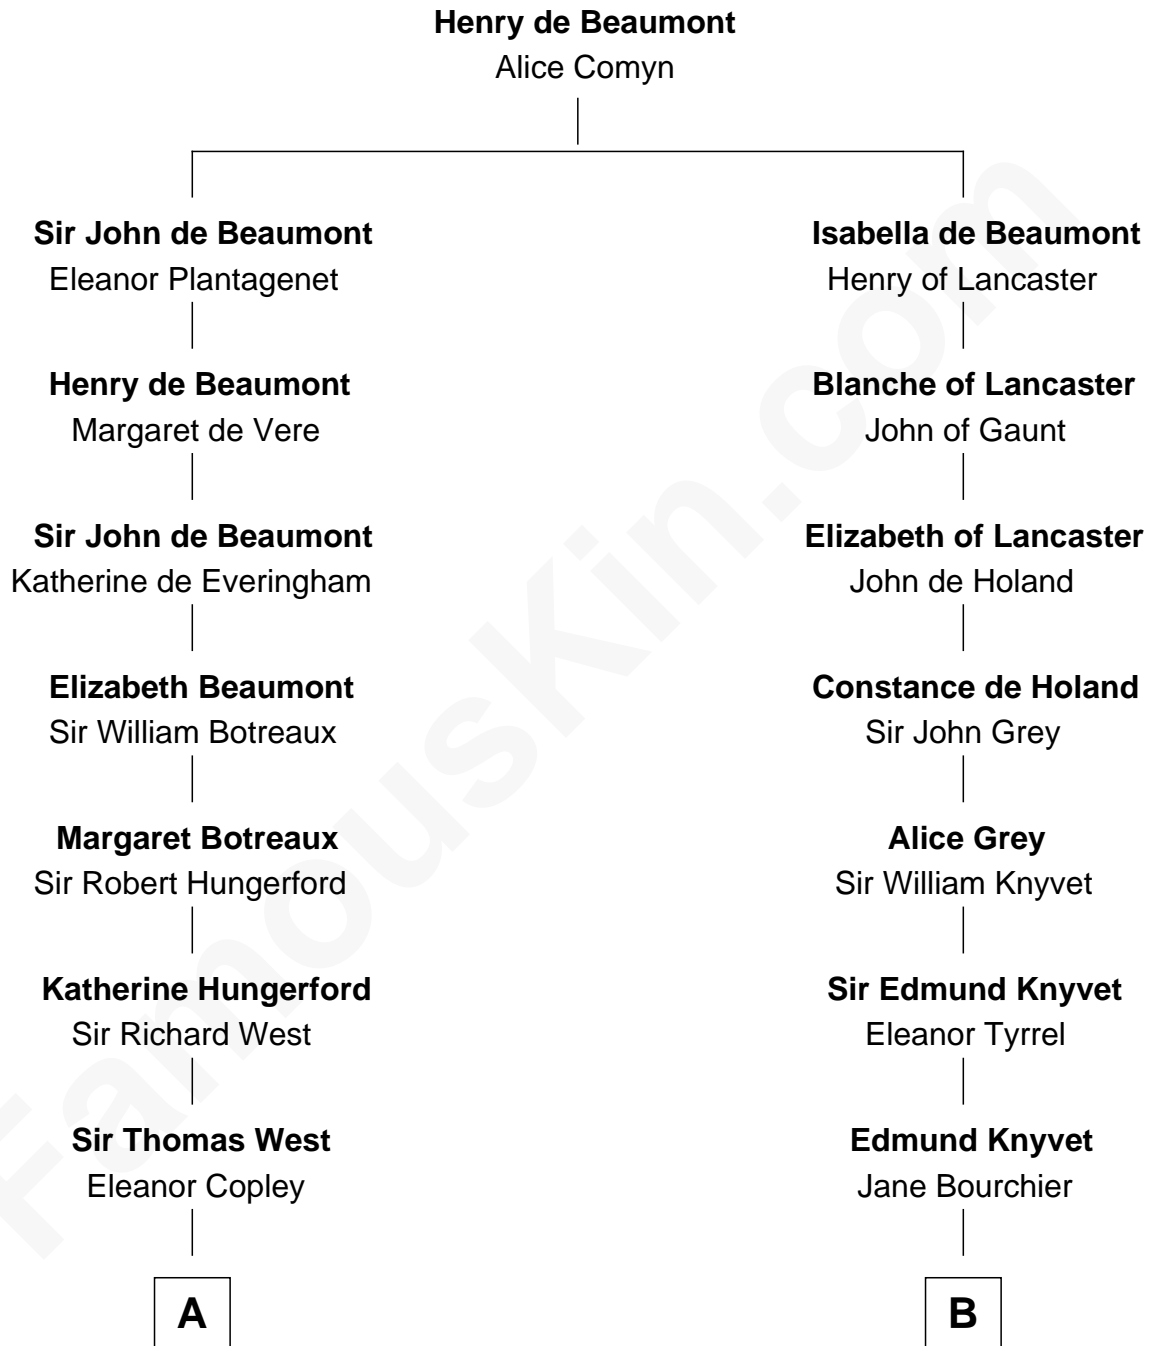 Henry de Beaumont
Alice Comyn
Sir John de Beaumont
Eleanor Plantagenet
Henry de Beaumont
Margaret de Vere
Sir John de Beaumont
Katherine de Everingham
Elizabeth Beaumont
Sir William Botreaux
Margaret Botreaux
Sir Robert Hungerford
Katherine Hungerford
Sir Richard West
Sir Thomas West
Eleanor Copley
A
Isabella de Beaumont
Henry of Lancaster
Blanche of Lancaster
John of Gaunt
Elizabeth of Lancaster
John de Holand
Constance de Holand
Sir John Grey
Alice Grey
Sir William Knyvet
Sir Edmund Knyvet
Eleanor Tyrrel
Edmund Knyvet
Jane Bourchier
B
FamousKin.com